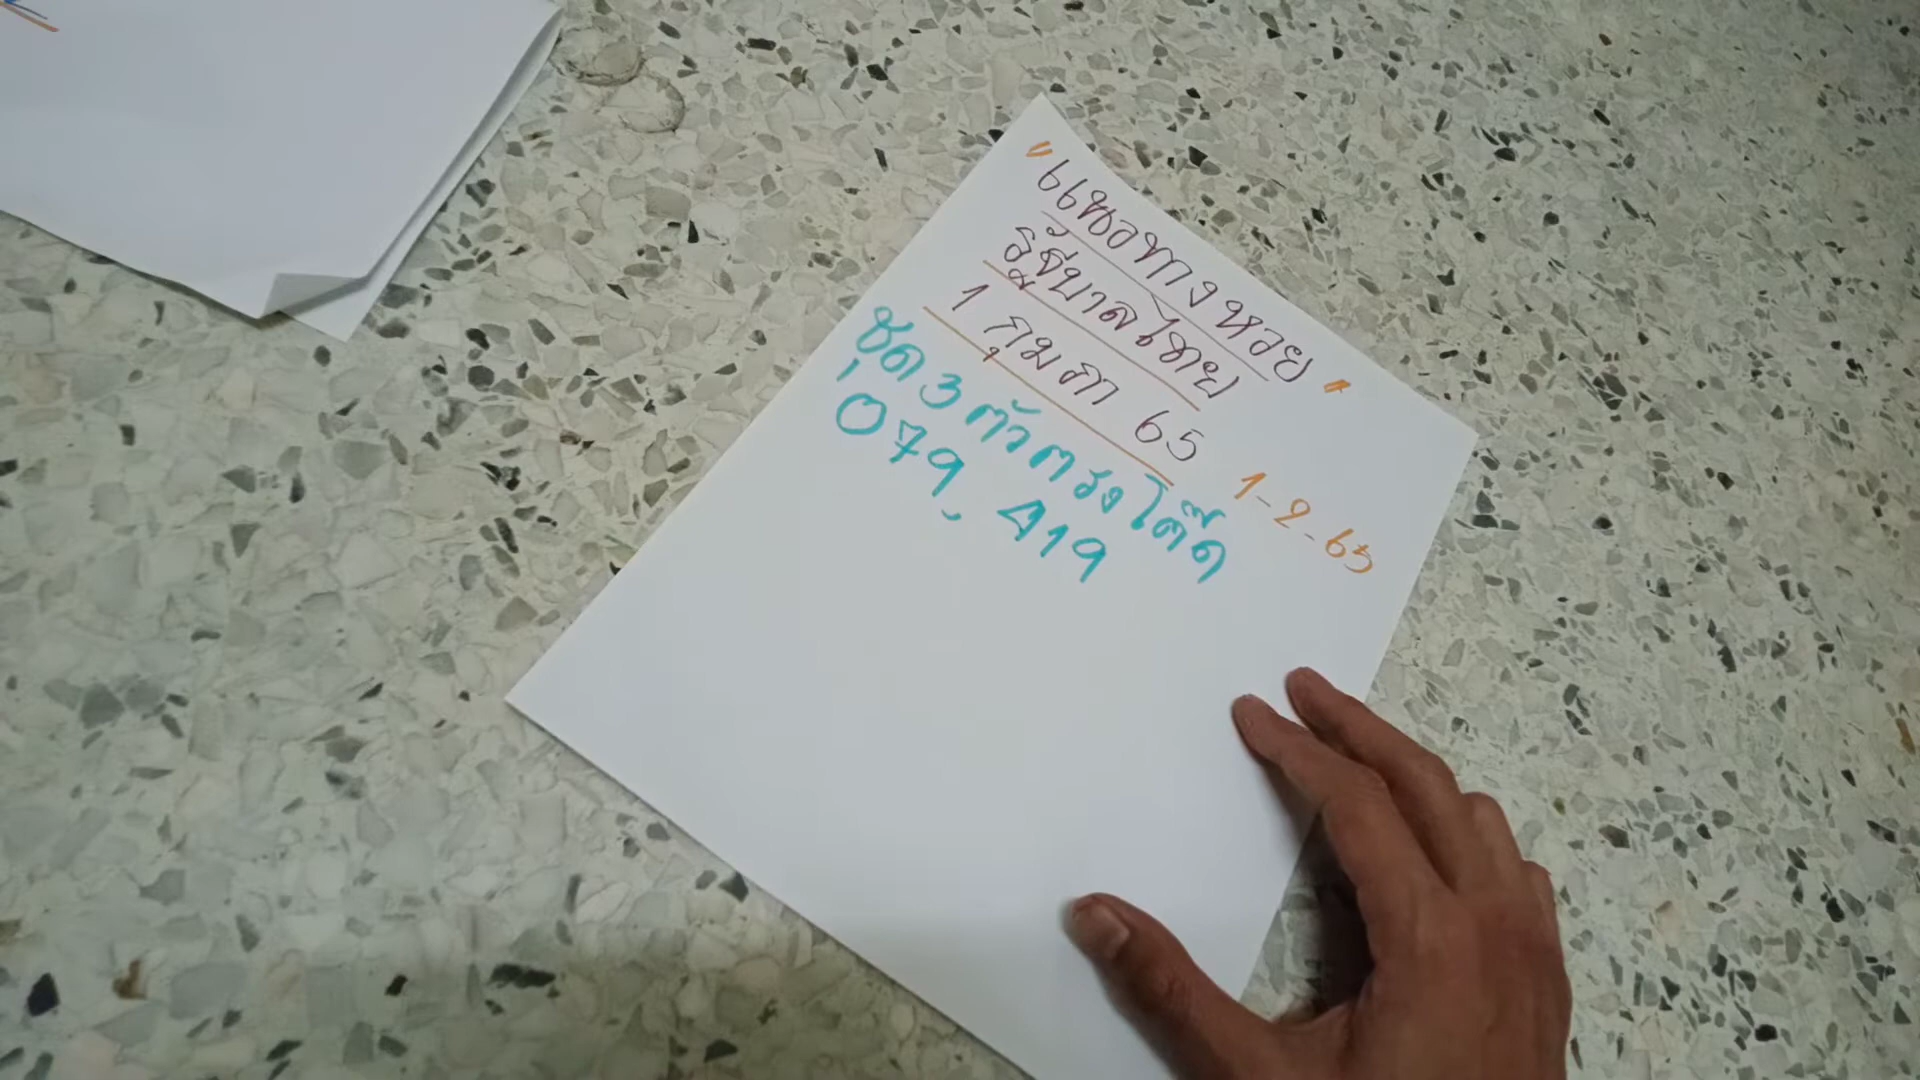 "แนวทางหวย"
รัฐบาลไทย
1 กุมภา 65
1-2-65
ชุด 3 ตัวตรงโต๊ด
079, 419